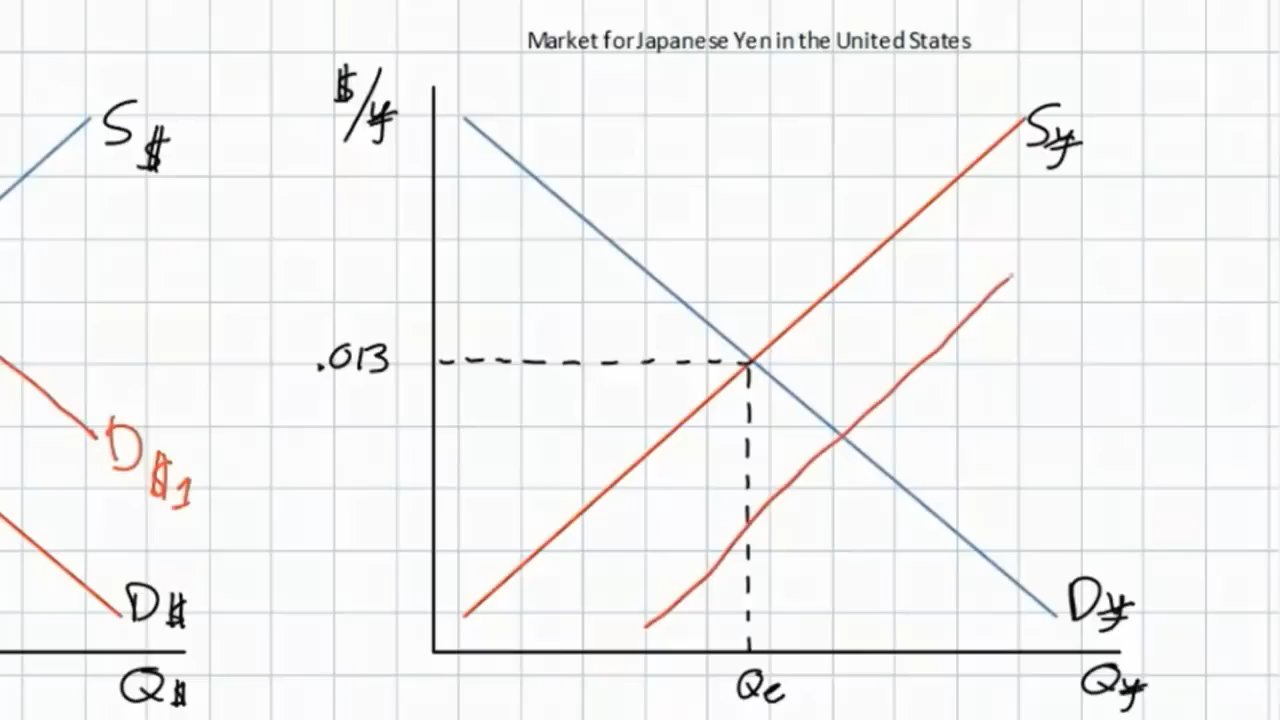 Market for Japanese Yen in the United States
$/¥
S$
S¥
.013
D$1
D$
D¥
Q$
Qe
Q¥